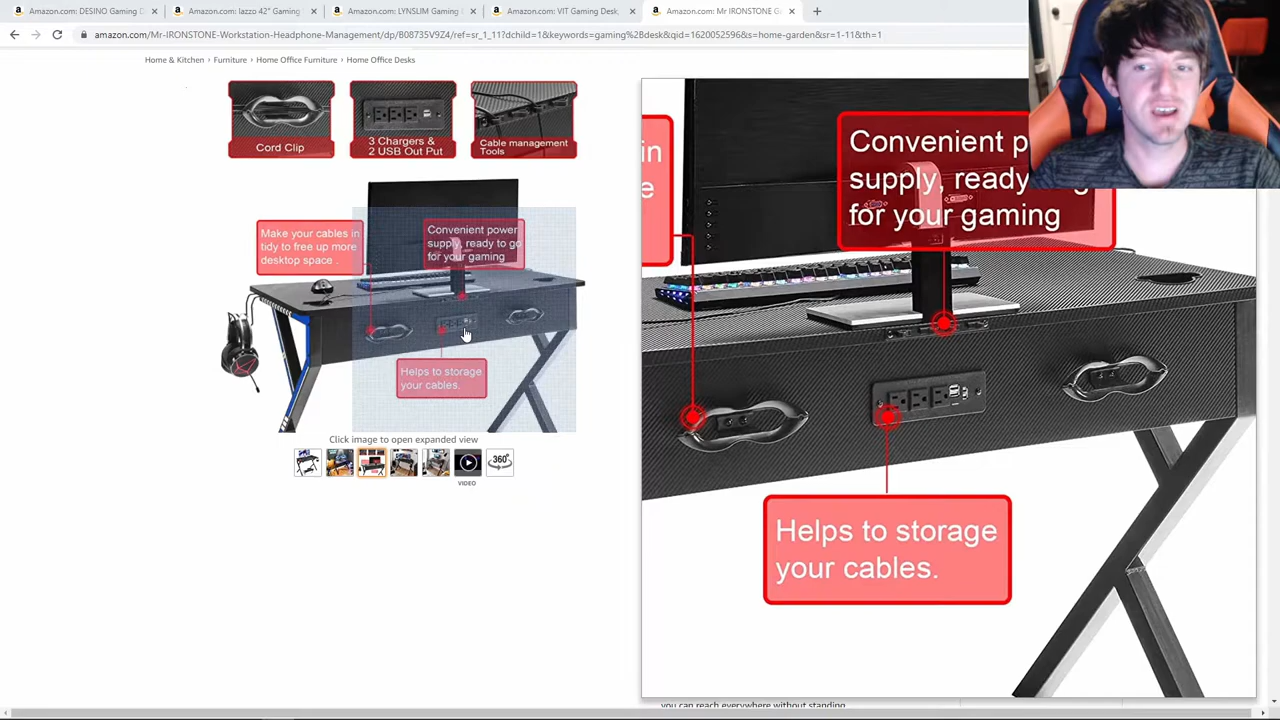 Amazon.com: DESINO Gaming D
Amazon.com: Iazzo 42" Gaming
Amazon.com: LYNSLIM Gaming
Amazon.com: VIT Gaming Desk,
Amazon.com: Mr IRONSTONE G
amazon.com/Mr-IRONSTONE-Workstation-Headphone-Management/dp/B08735V9Z4/ref=sr_1_11?dchild=1&keywords=gaming%2Bdesk&qid=1620052596&s=home-garden&sr=1-11&th=1
Home & Kitchen › Furniture › Home Office Furniture › Home Office Desks
Cord Clip
3 Chargers &
2 USB Out Put
Cable management
Tools
Make your cables in
tidy to free up more
desktop space .
Convenient power
supply, ready to go
for your gaming
Helps to storage
your cables.
Click image to open expanded view
VIDEO
360°
in
e
Convenient p
supply, ready
for your gaming
Helps to storage
your cables.
you can reach everywhere without standing